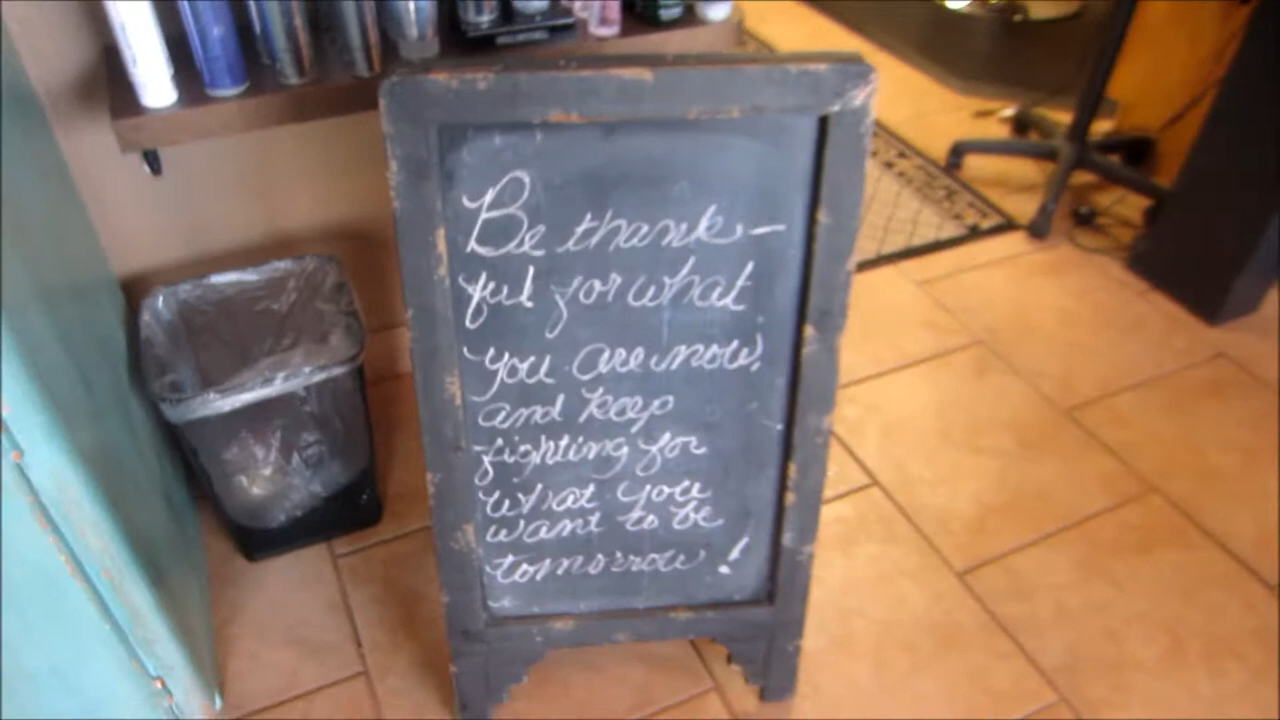 Be thank-
ful for what
you are now,
and keep
fighting for
what you
want to be
tomorrow!